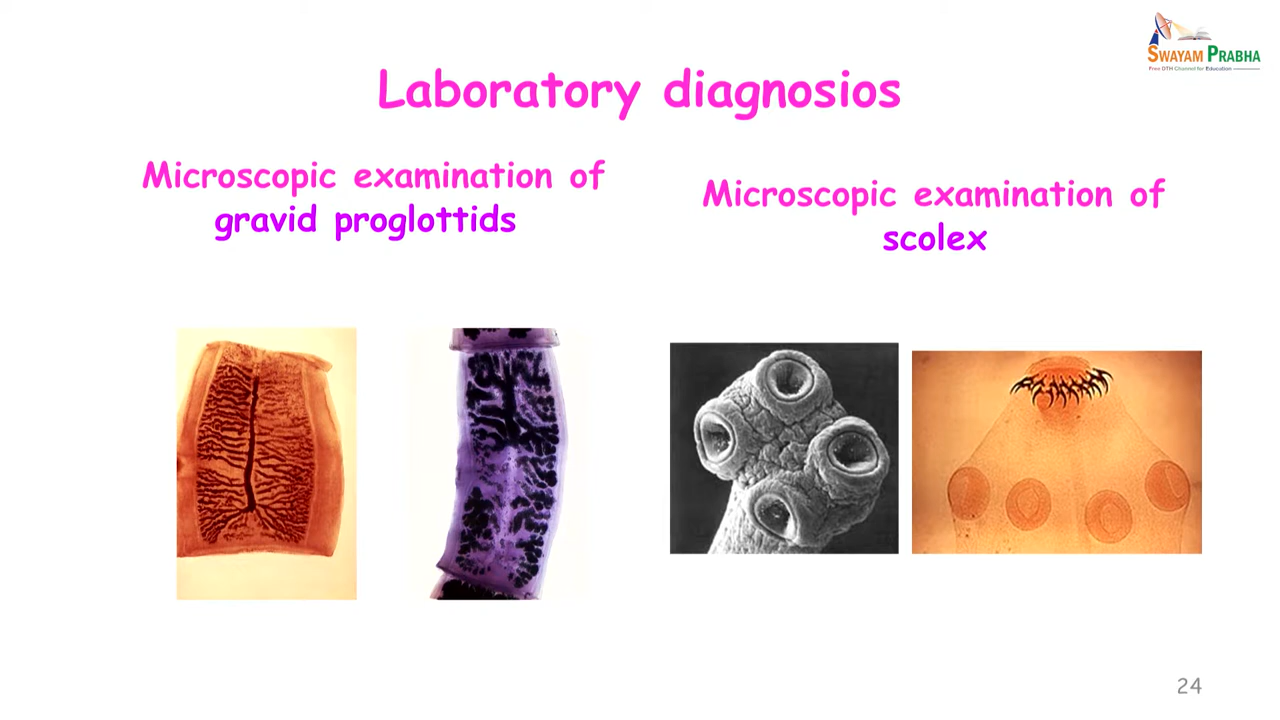 SWAYAM PRABHA
Free DTH Channel for Education
Laboratory diagnosios
Microscopic examination of
gravid proglottids
Microscopic examination of
scolex
24